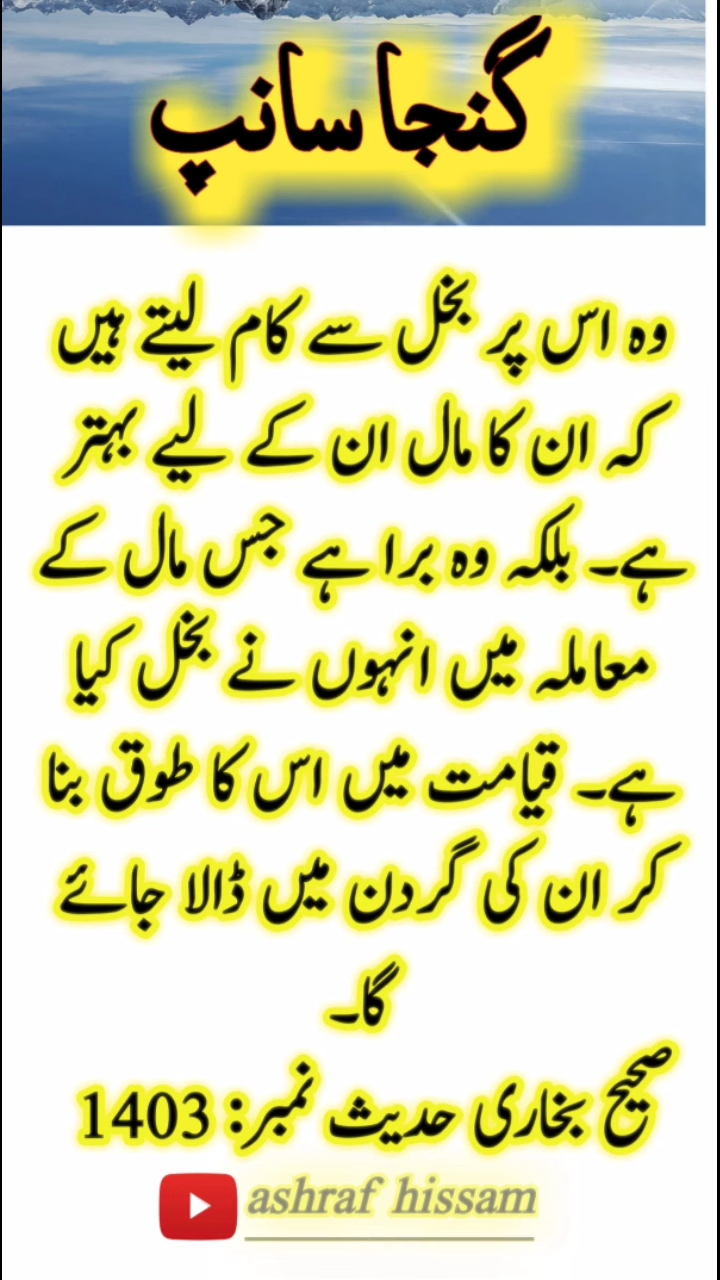 گنجا سانپ
وہ اس پر بخل سے کام لیتے ہیں
کہ ان کا مال ان کے لیے بہتر
ہے۔ بلکہ وہ برا ہے جس مال کے
معاملہ میں انہوں نے بخل کیا
ہے۔ قیامت میں اس کا طوق بنا
کر ان کی گردن میں ڈالا جائے
گا۔
صحیح بخاری حدیث نمبر: 1403
ashraf hissam